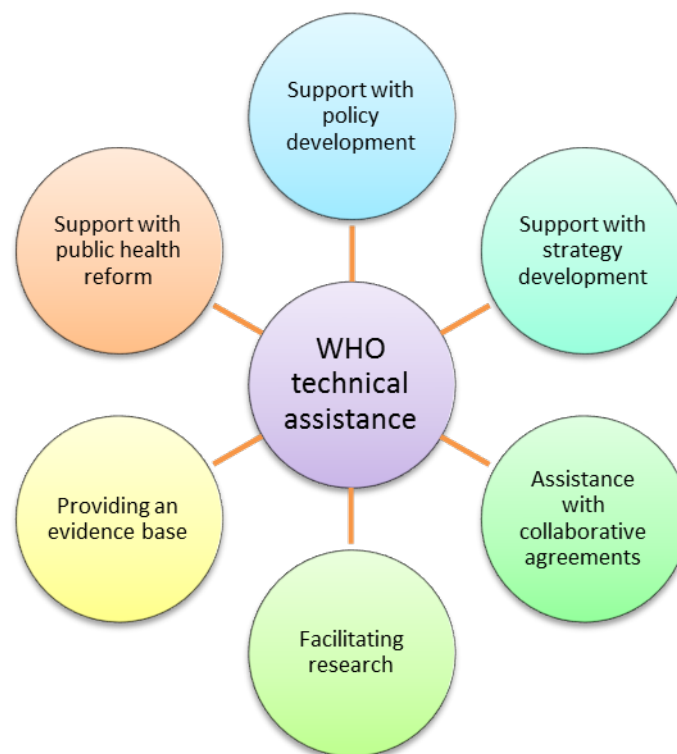 Support with
policy
development
Support with
public health
reform
Support with
strategy
development
WHO
technical
assistance
Providing an
evidence base
Assistance
with
collaborative
agreements
Facilitating
research